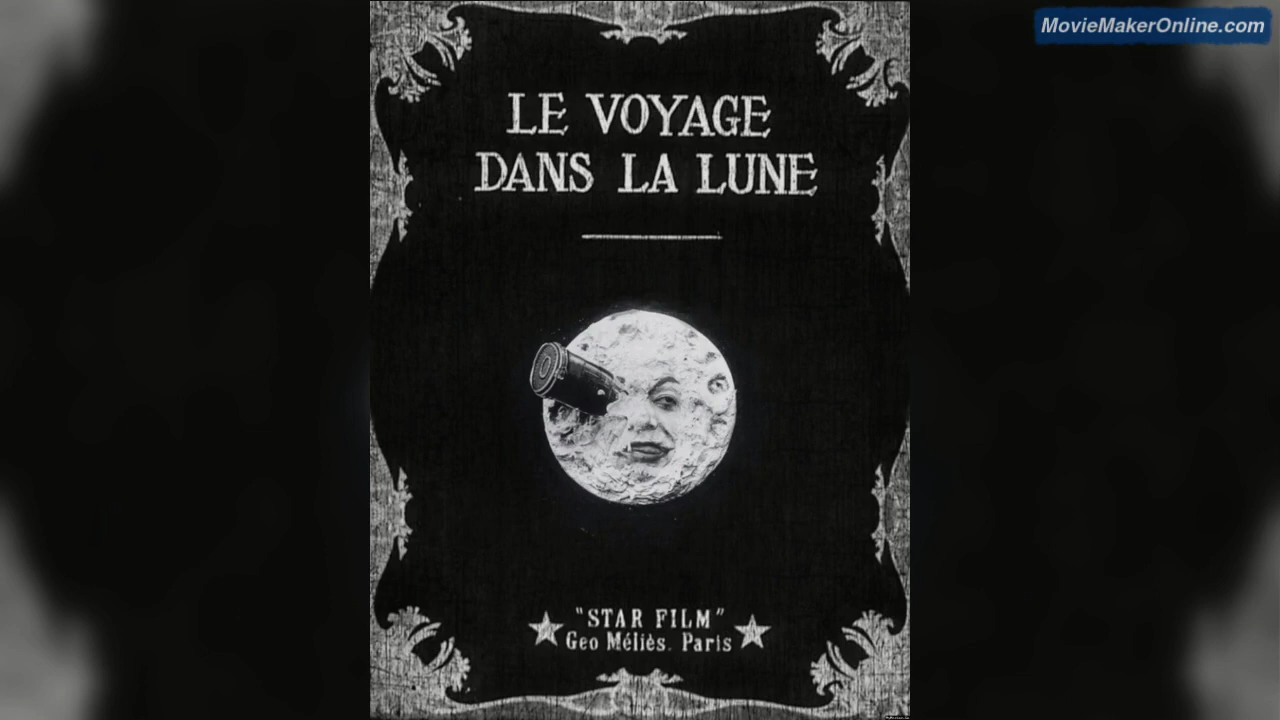 MovieMakerOnline.com
LE VOYAGE
DANS LA LUNE
"STAR FILM"
Geo Méliès. Paris